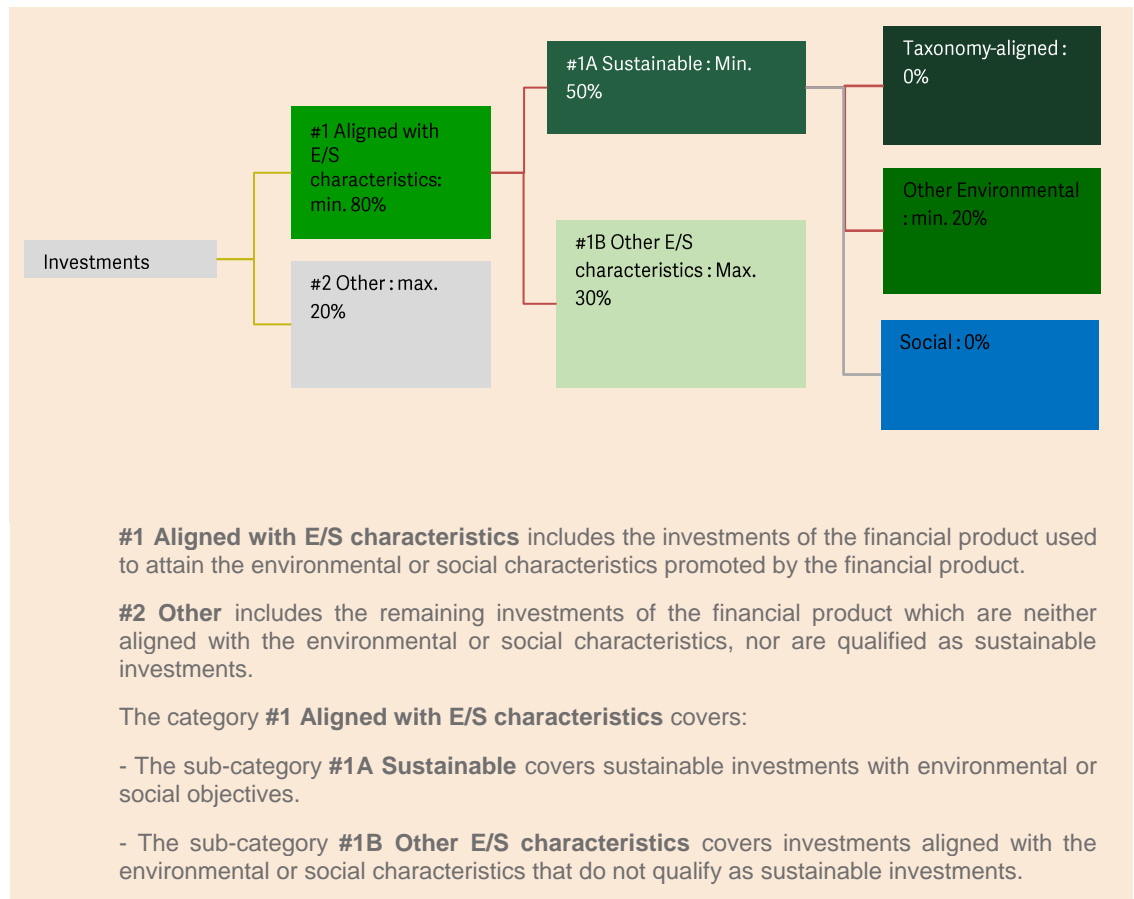 Investments
#1 Aligned with
E/S
characteristics:
min. 80%
#2 Other : max.
20%
#1A Sustainable : Min.
50%
#1B Other E/S
characteristics : Max.
30%
Taxonomy-aligned :
0%
Other Environmental
: min. 20%
Social : 0%
#1 Aligned with E/S characteristics includes the investments of the financial product used
to attain the environmental or social characteristics promoted by the financial product.
#2 Other includes the remaining investments of the financial product which are neither
aligned with the environmental or social characteristics, nor are qualified as sustainable
investments.
The category #1 Aligned with E/S characteristics covers:
- The sub-category #1A Sustainable covers sustainable investments with environmental or
social objectives.
- The sub-category #1B Other E/S characteristics covers investments aligned with the
environmental or social characteristics that do not qualify as sustainable investments.